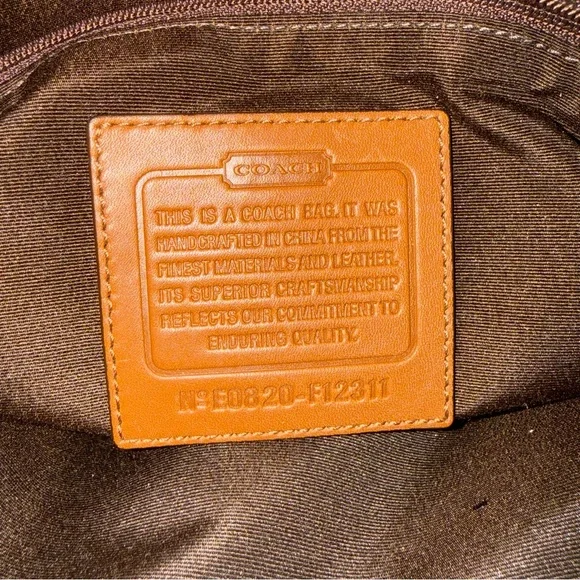 COACH
THIS IS A COACH BAG. IT WAS
HANDCRAFTED IN CHINA FROM THE
FINEST MATERIALS AND LEATHER.
ITS SUPERIOR CRAFTSMANSHIP
REFLECTS OUR COMMITMENT TO
ENDURING QUALITY.
Nº E0820-F12311